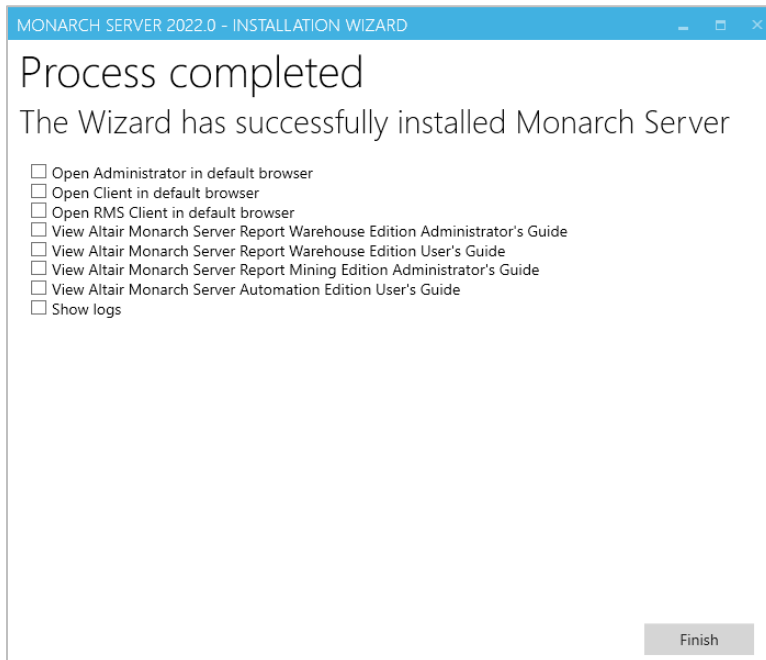 MONARCH SERVER 2022.0 - INSTALLATION WIZARD
Process completed
The Wizard has successfully installed Monarch Server
Open Administrator in default browser
Open Client in default browser
Open RMS Client in default browser
View Altair Monarch Server Report Warehouse Edition Administrator's Guide
View Altair Monarch Server Report Warehouse Edition User's Guide
View Altair Monarch Server Report Mining Edition Administrator's Guide
View Altair Monarch Server Automation Edition User's Guide
Show logs
Finish